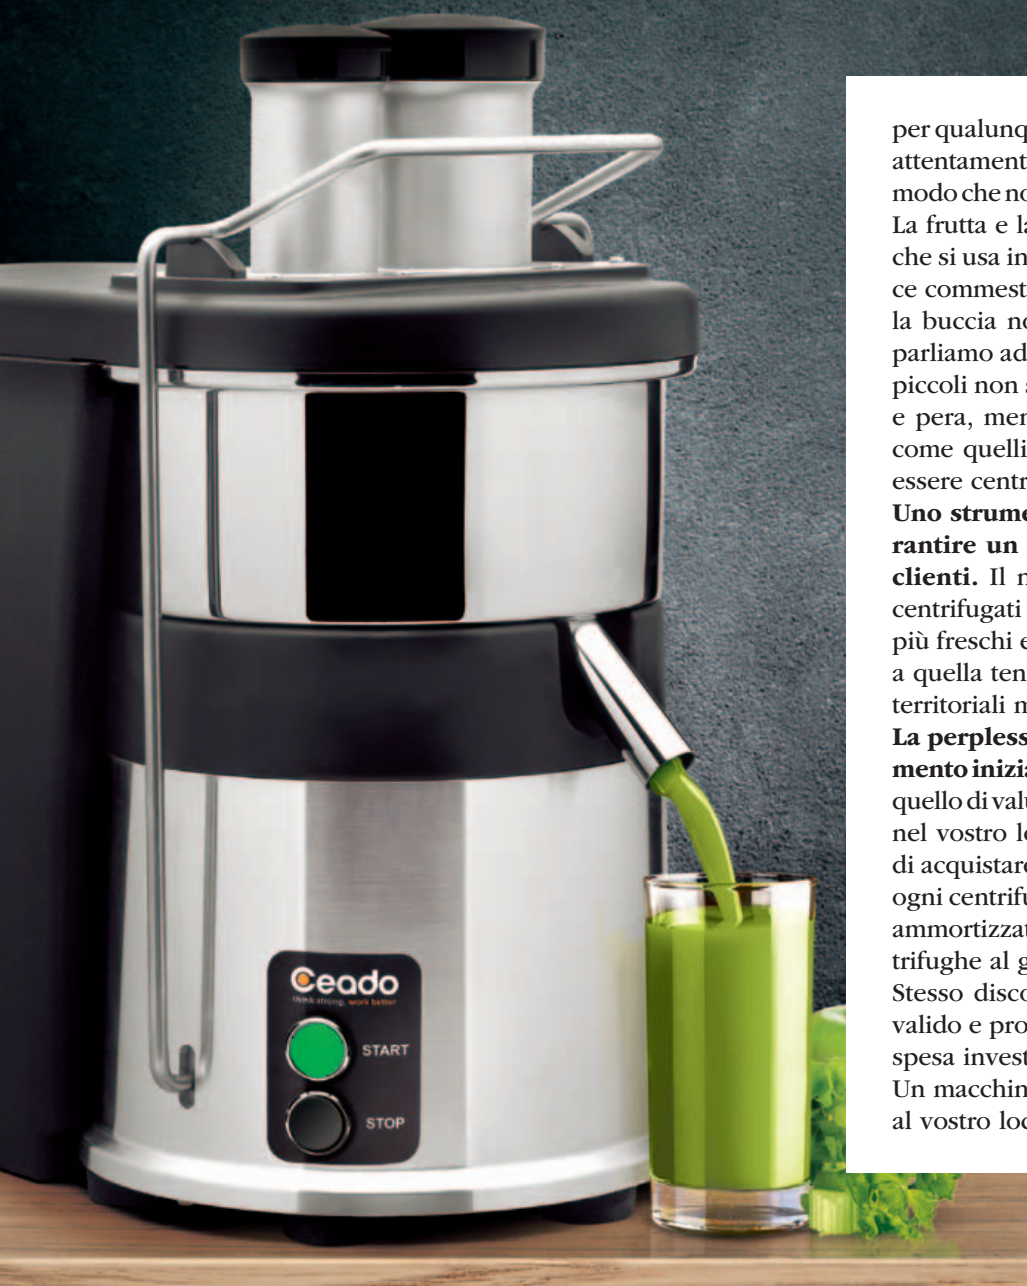 Ceado
think strong, work better
START
STOP
per qualunq
attentament
modo che no
La frutta e la
che si usa in
ce commest
la buccia no
parliamo ad
piccoli non
e pera, men
come quelli
essere centr
Uno strume
rantire un
clienti. Il n
centrifugati
più freschi e
a quella ten
territoriali m
La perpless
mento inizia
quello di valu
nel vostro lo
di acquistare
ogni centrifu
ammortizzat
trifughe al g
Stesso disco
valido e pro
spesa invest
Un macchin
al vostro loc